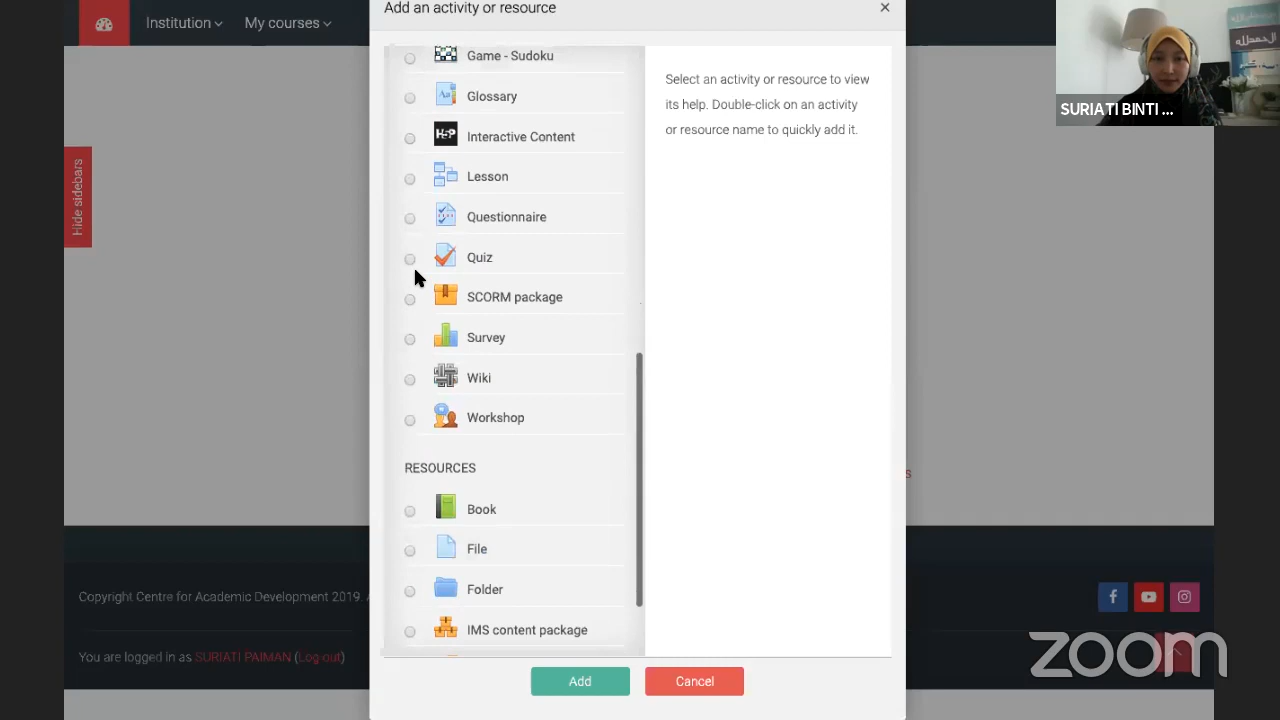 Institution
My courses
Add an activity or resource
×
Hide sidebars
Game - Sudoku
Glossary
H-P
Interactive Content
Lesson
Questionnaire
Quiz
SCORM package
Survey
Wiki
Workshop
RESOURCES
Book
File
Folder
IMS content package
Select an activity or resource to view
its help. Double-click on an activity
or resource name to quickly add it.
Add
Cancel
s
Copyright Centre for Academic Development 2019.
You are logged in as SURIATI PAIMAN (Log out)
الحمدلله
SURIATI BINTI ...
zoom